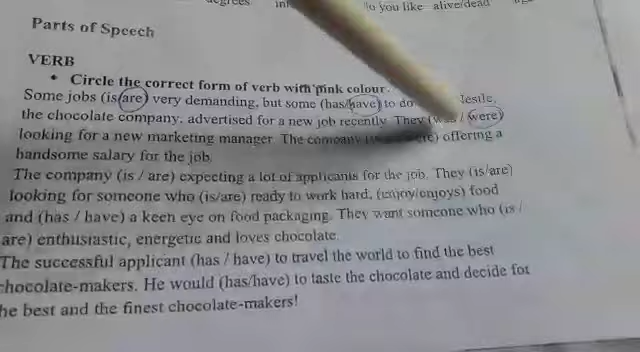 to you like alive/dead
Parts of Speech
VERB
• Circle the correct form of verb with pink colour.
Some jobs (is/are) very demanding, but some (has/have) to do
the chocolate company, advertised for a new job recently. They ( / were)
looking for a new marketing manager. The company offering a
handsome salary for the job.
The company (is / are) expecting a lot of applicants for the job. They (is/are)
looking for someone who (is/are) ready to work hard, (enjoy/enjoys) food
and (has / have) a keen eye on food packaging. They want someone who (is /
are) enthusiastic, energetic and loves chocolate.
The successful applicant (has / have) to travel the world to find the best
chocolate-makers. He would (has/have) to taste the chocolate and decide for
he best and the finest chocolate-makers!